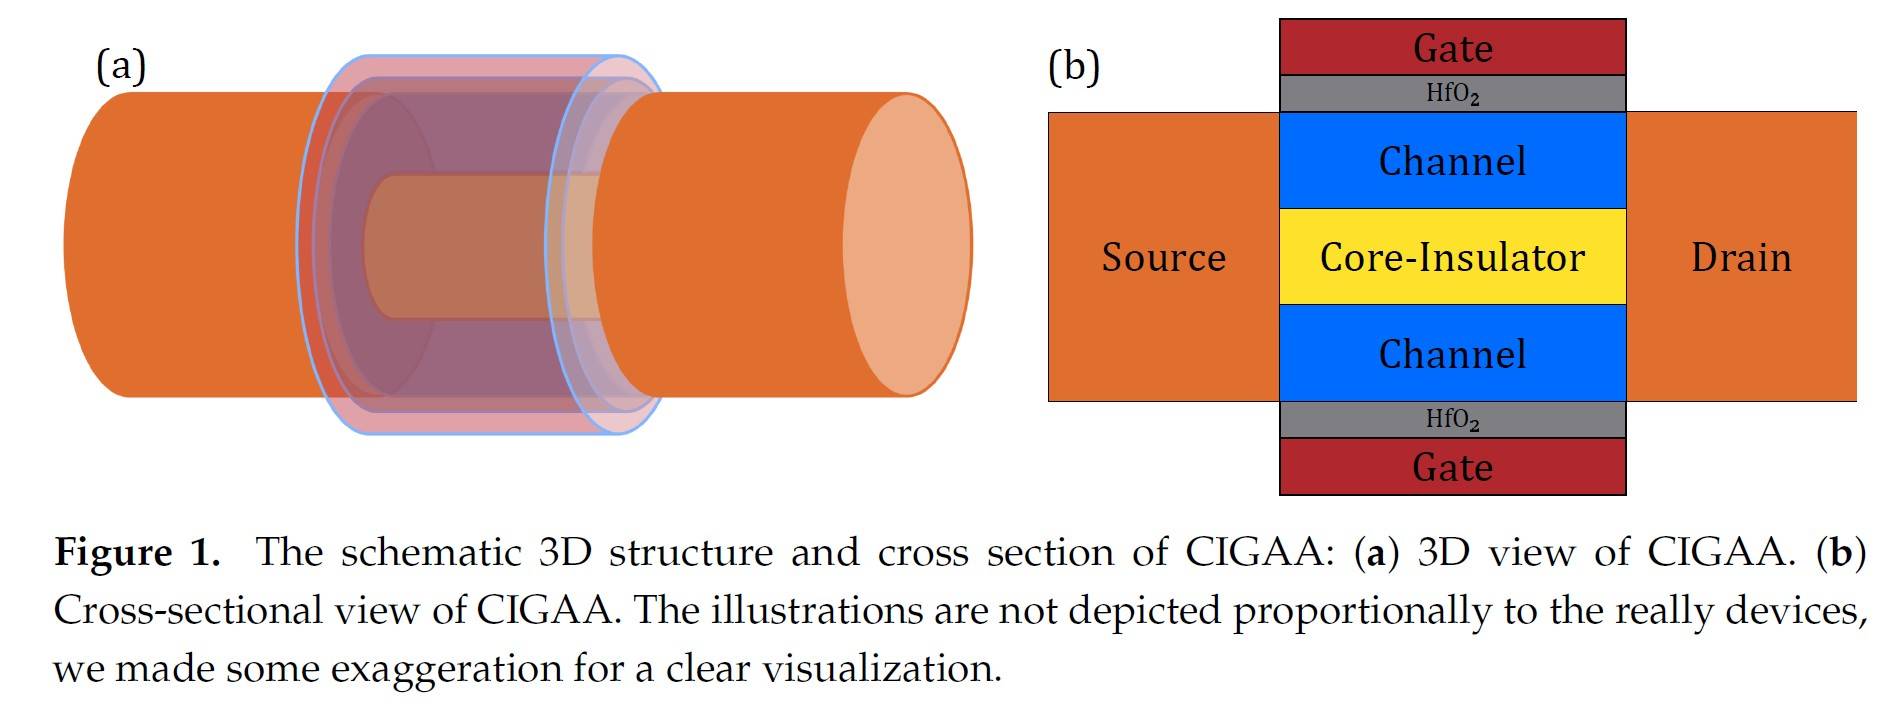 (a)
(b)
Gate
HfO₂
Channel
Source
Core-Insulator
Drain
Channel
HfO₂
Gate
Figure 1. The schematic 3D structure and cross section of CIGAA: (a) 3D view of CIGAA. (b)
Cross-sectional view of CIGAA. The illustrations are not depicted proportionally to the really devices,
we made some exaggeration for a clear visualization.